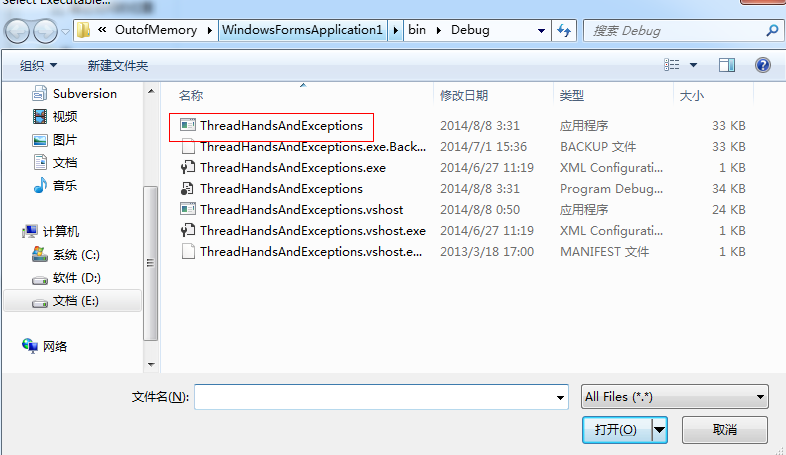 Select Executable...
OutofMemory WindowsFormsApplication1 bin Debug 搜索 Debug
组织 新建文件夹
名称 修改日期 类型 大小
Subversion
视频
图片
文档
音乐
计算机
系统 (C:)
软件 (D:)
文档 (E:)
网络
ThreadHandsAndExceptions 2014/8/8 3:31 应用程序 33 KB
ThreadHandsAndExceptions.exe.Back... 2014/7/1 15:36 BACKUP 文件 33 KB
ThreadHandsAndExceptions.exe 2014/6/27 11:19 XML Configurati... 1 KB
ThreadHandsAndExceptions 2014/8/8 3:31 Program Debug... 34 KB
ThreadHandsAndExceptions.vshost 2014/8/8 0:50 应用程序 24 KB
ThreadHandsAndExceptions.vshost.exe 2014/6/27 11:19 XML Configurati... 1 KB
ThreadHandsAndExceptions.vshost.e... 2013/3/18 17:00 MANIFEST 文件 1 KB
文件名(N): All Files (*.*)
打开(O) 取消